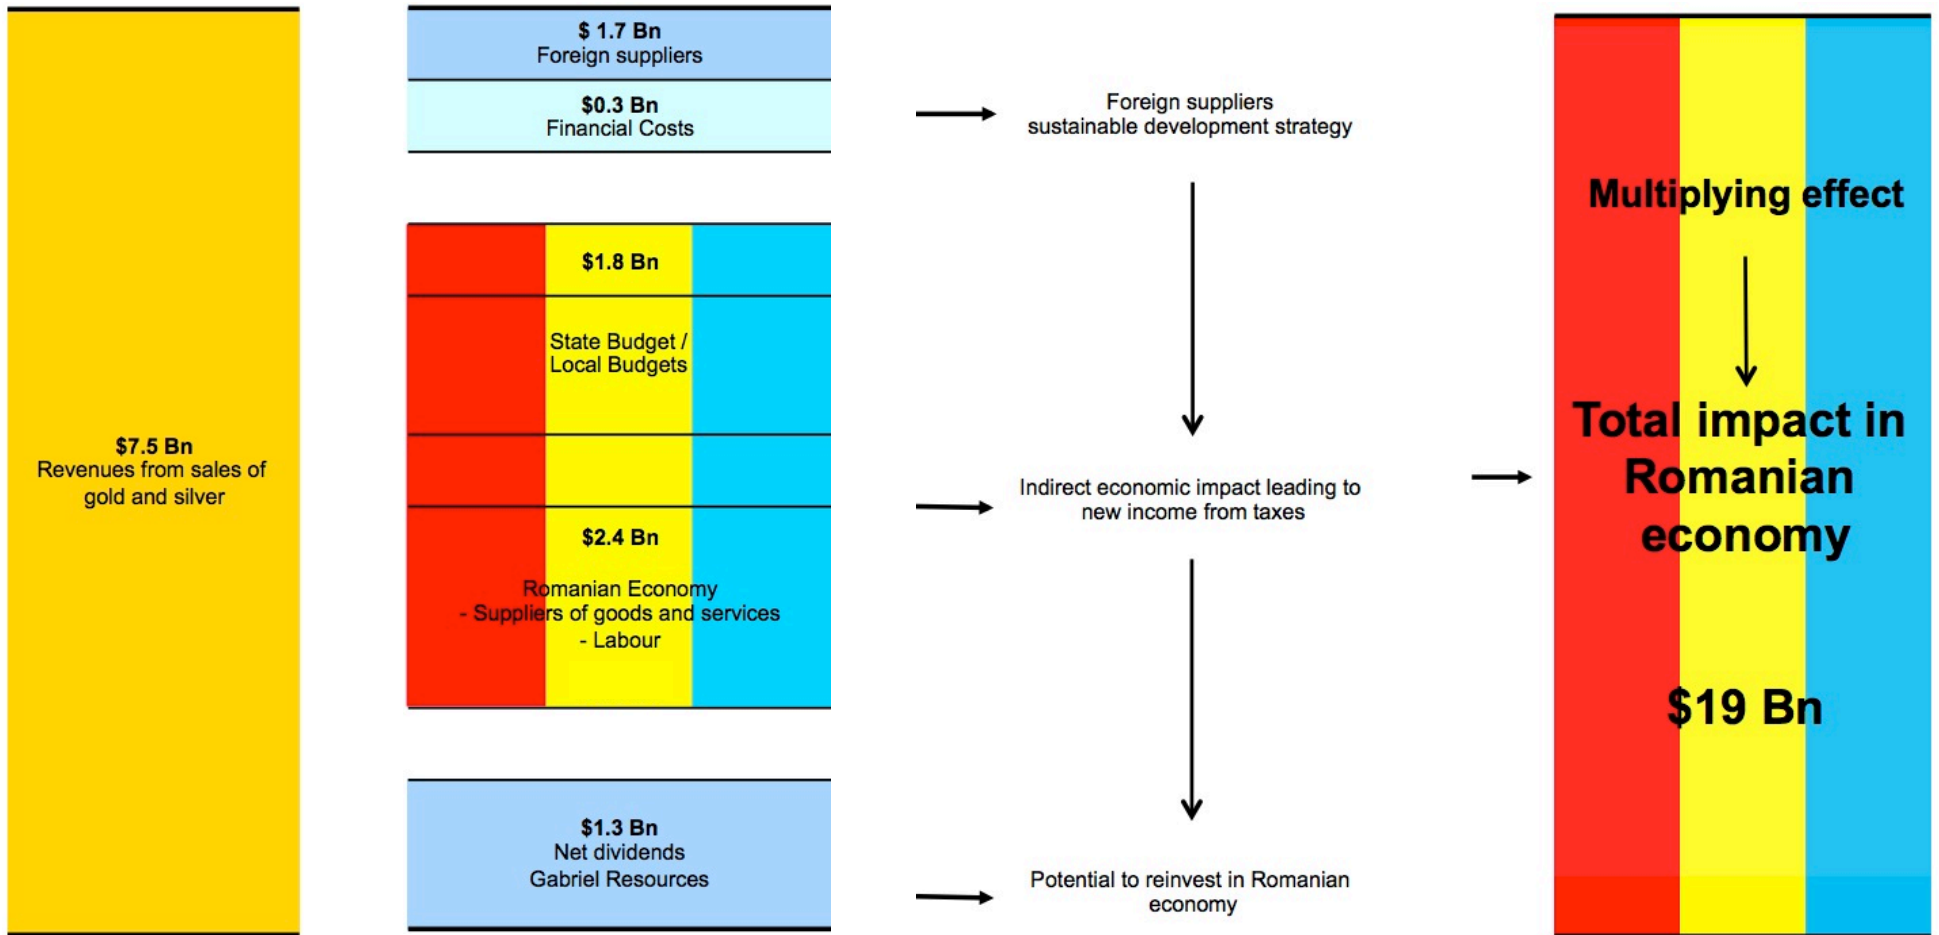 $7.5 Bn
Revenues from sales of
gold and silver
$ 1.7 Bn
Foreign suppliers
$0.3 Bn
Financial Costs
$1.8 Bn
State Budget /
Local Budgets
$2.4 Bn
Romanian Economy
- Suppliers of goods and services
- Labour
$1.3 Bn
Net dividends
Gabriel Resources
Foreign suppliers
sustainable development strategy
Indirect economic impact leading to
new income from taxes
Potential to reinvest in Romanian
economy
Multiplying effect
Total impact in
Romanian
economy
$19 Bn